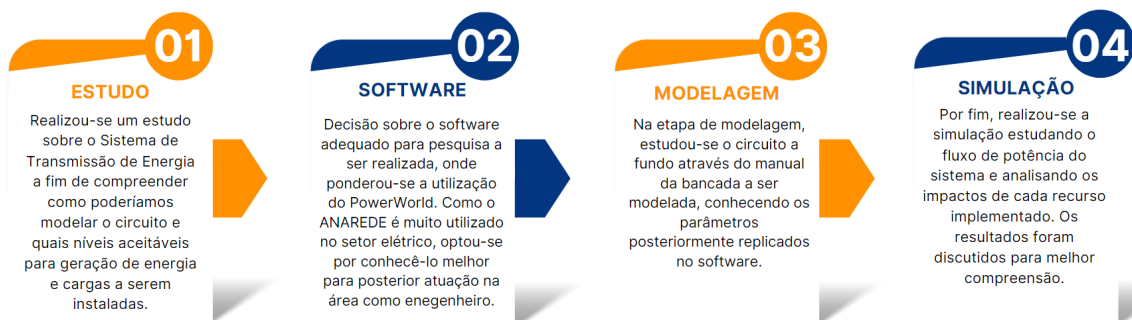 01
ESTUDO
Realizou-se um estudo
sobre o Sistema de
Transmissão de Energia
a fim de compreender
como poderíamos
modelar o circuito e
quais níveis aceitáveis
para geração de energia
e cargas a serem
instaladas.
02
SOFTWARE
Decisão sobre o software
adequado para pesquisa a
ser realizada, onde
ponderou-se a utilização
do PowerWorld. Como o
ANAREDE é muito utilizado
no setor elétrico, optou-se
por conhecê-lo melhor
para posterior atuação na
área como enegenheiro.
03
MODELAGEM
Na etapa de modelagem,
estudou-se o circuito a
fundo através do manual
da bancada a ser
modelada, conhecendo os
parâmetros
posteriormente replicados
no software.
04
SIMULAÇÃO
Por fim, realizou-se a
simulação estudando o
fluxo de potência do
sistema e analisando os
impactos de cada recurso
implementado. Os
resultados foram
discutidos para melhor
compreensão.